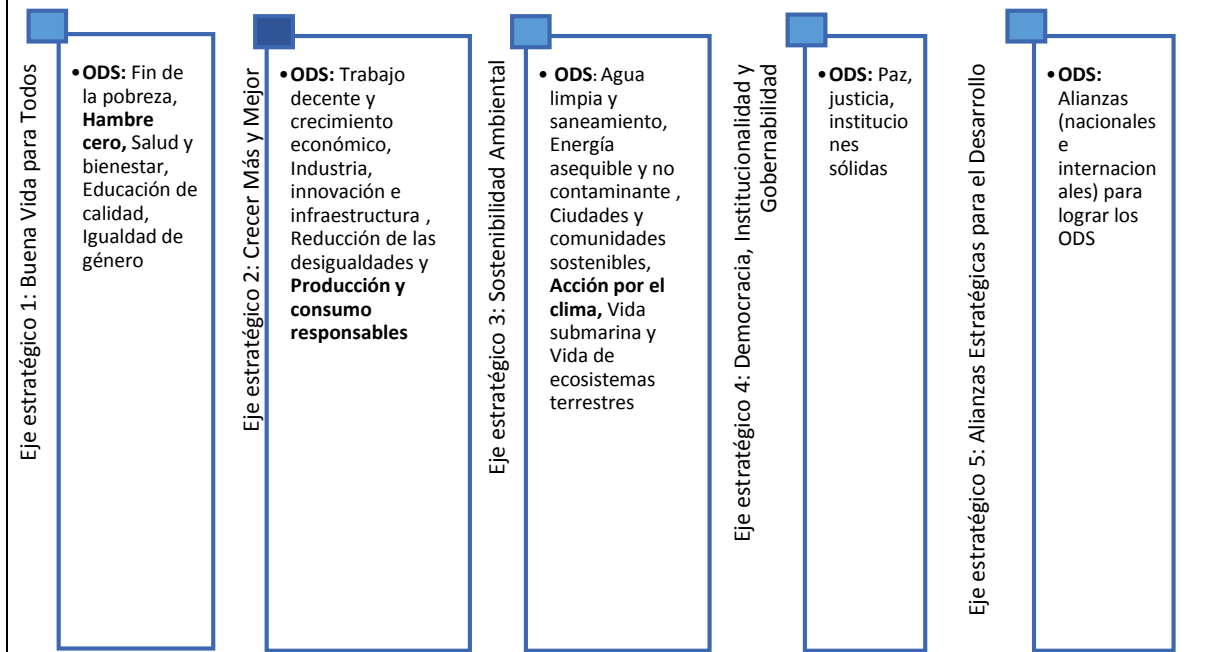 Eje estratégico 1: Buena Vida para Todos
•ODS: Fin de
la pobreza,
Hambre
cero, Salud y
bienestar,
Educación de
calidad,
Igualdad de
género
Eje estratégico 2: Crecer Más y Mejor
•ODS: Trabajo
decente y
crecimiento
económico,
Industria,
innovación e
infraestructura ,
Reducción de las
desigualdades y
Producción y
consumo
responsables
Eje estratégico 3: Sostenibilidad Ambiental
• ODS: Agua
limpia y
saneamiento,
Energía
asequible y no
contaminante ,
Ciudades y
comunidades
sostenibles,
Acción por el
clima, Vida
submarina y
Vida de
ecosistemas
terrestres
Eje estratégico 4: Democracia, Institucionalidad y
Gobernabilidad
•ODS: Paz,
justicia,
institucio
nes
sólidas
Eje estratégico 5: Alianzas Estratégicas para el Desarrollo
•ODS:
Alianzas
(nacionales
e
internacion
ales) para
lograr los
ODS